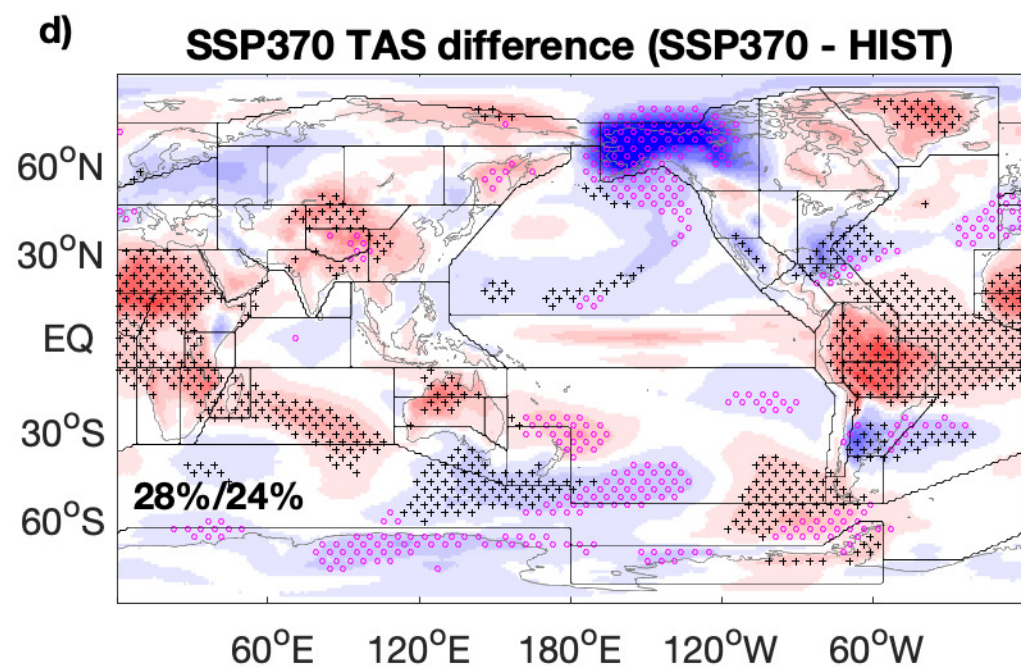 d)
SSP370 TAS difference (SSP370 - HIST)
60°N
30°N
EQ
30°S
60°S
28%/24%
60°E 120°E 180°E 120°W 60°W